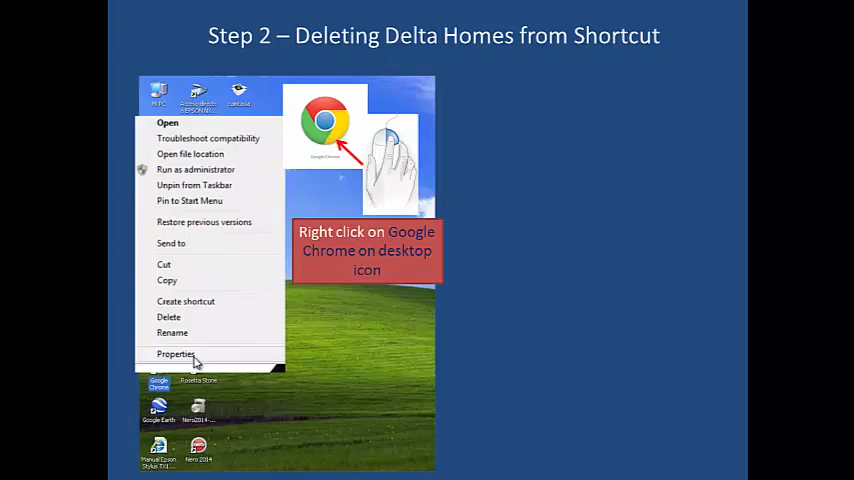 Step 2 – Deleting Delta Homes from Shortcut
Mi PC
Acceso directo
a EPSON NX...
camtasia
Open
Troubleshoot compatibility
Open file location
Run as administrator
Unpin from Taskbar
Pin to Start Menu
Restore previous versions
Send to
Cut
Copy
Create shortcut
Delete
Rename
Properties
Google Chrome
Right click on Google
Chrome on desktop
icon
Google
Chrome
Rosetta Stone
Google Earth
Nero2014-...
Manual Epson
Stylus TX1...
Nero 2014